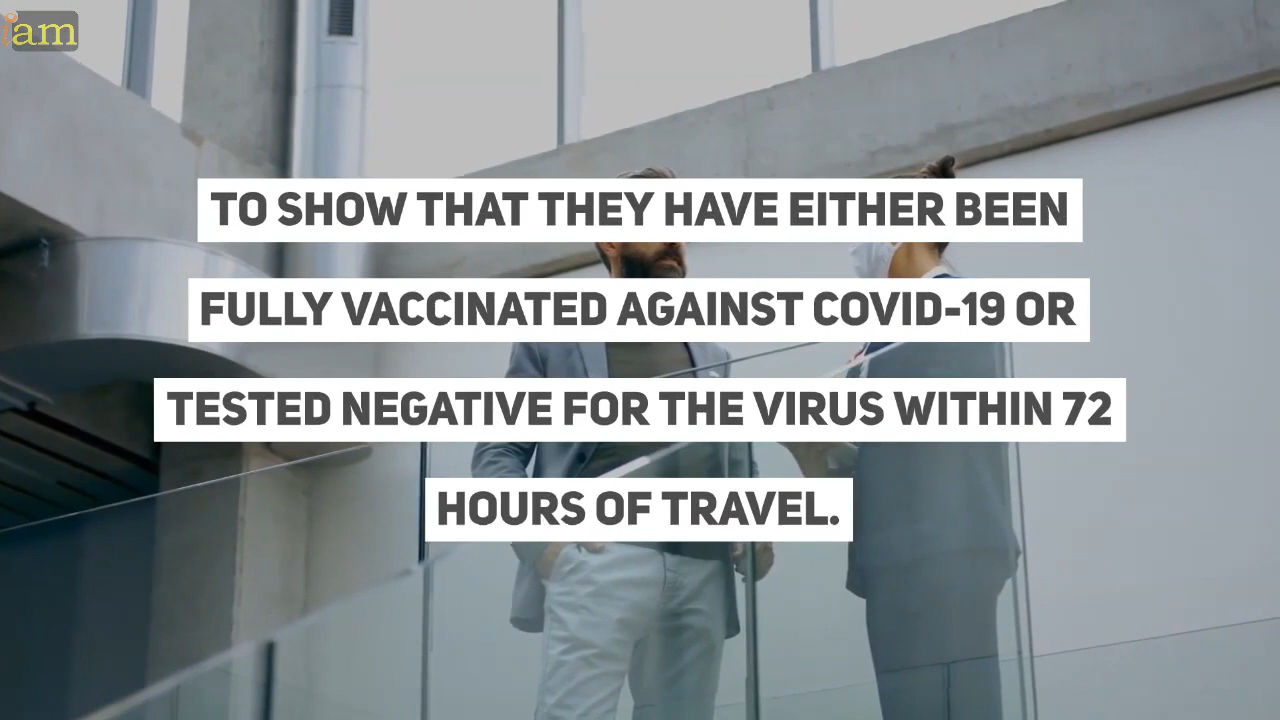 iam
TO SHOW THAT THEY HAVE EITHER BEEN
FULLY VACCINATED AGAINST COVID-19 OR
TESTED NEGATIVE FOR THE VIRUS WITHIN 72
HOURS OF TRAVEL.